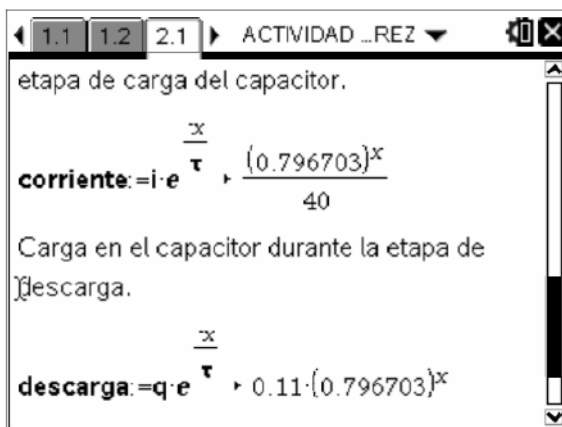 1.1 1.2 2.1 ACTIVIDAD ...REZ
etapa de carga del capacitor.
corriente:=i·e^(-x/τ) ▸ (0.796703)^x/40
Carga en el capacitor durante la etapa de
descarga.
descarga:=q·e^(-x/τ) ▸ 0.11·(0.796703)^x